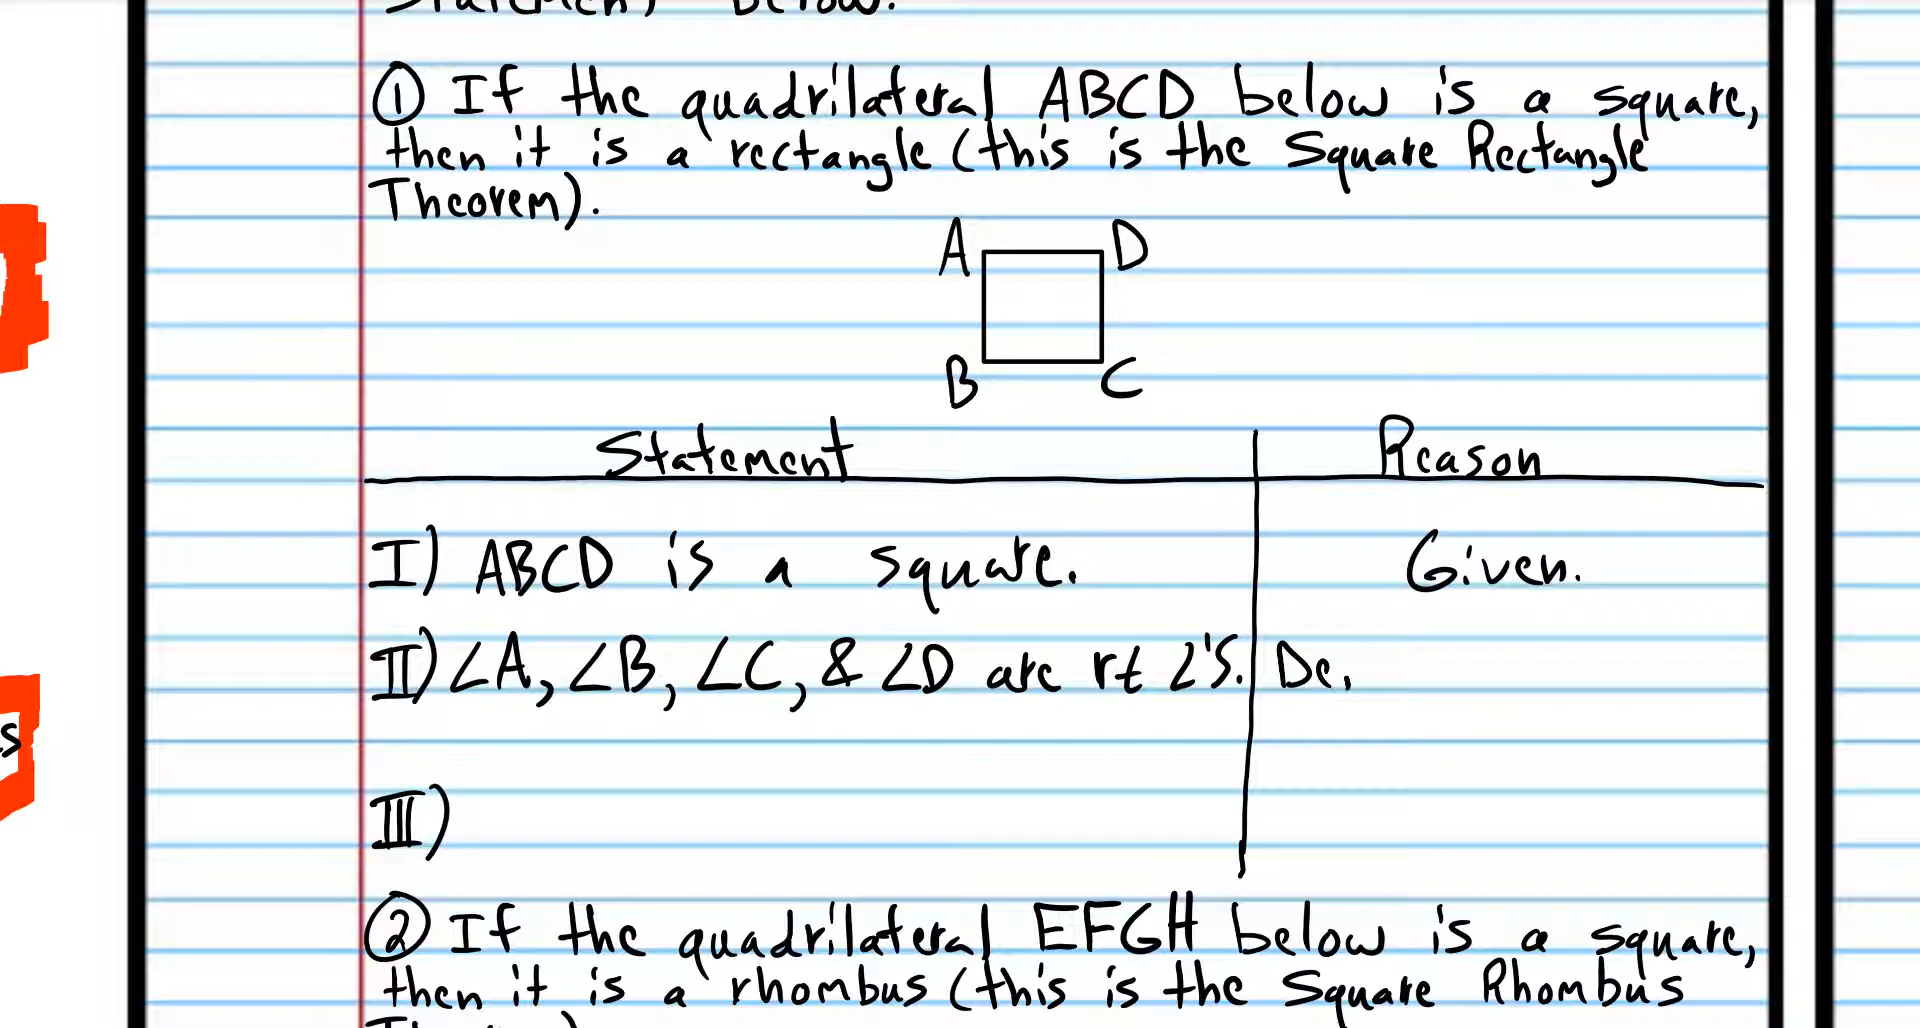 Statement below.
① If the quadrilateral ABCD below is a square,
then it is a rectangle (this is the Square Rectangle
Theorem).
A D
B C
Statement Reason
I) ABCD is a square. Given.
II) ∠A, ∠B, ∠C, & ∠D are rt ∠'s. De.
s
III)
② If the quadrilateral EFGH below is a square,
then it is a rhombus (this is the Square Rhombus